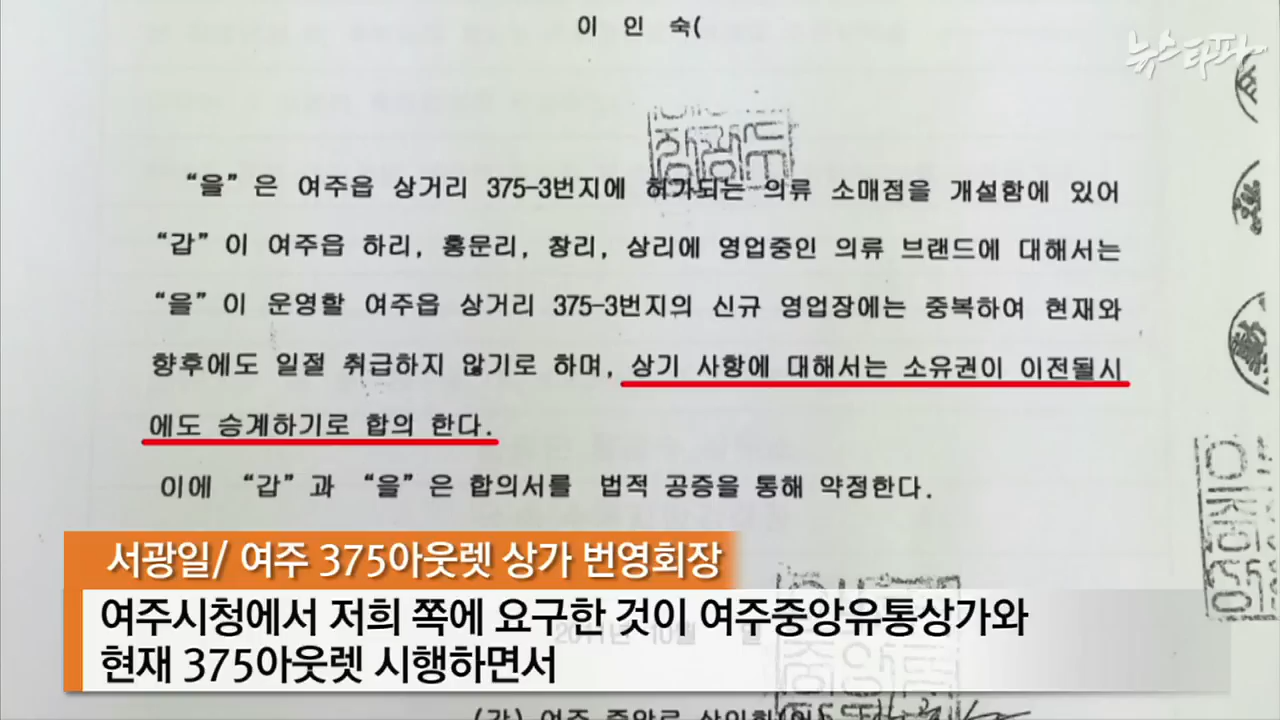 이 인 숙(
뉴스타파
“을” 은 여주읍 상거리 375-3번지에 허가되는 의류 소매점을 개설함에 있어
“갑” 이 여주읍 하리, 홍문리, 창리, 상리에 영업중인 의류 브랜드에 대해서는
“을” 이 운영할 여주읍 상거리 375-3번지의 신규 영업장에는 중복하여 현재와
향후에도 일절 취급하지 않기로 하며, 상기 사항에 대해서는 소유권이 이전될시
에도 승계하기로 합의 한다.
이에 “갑” 과 “을” 은 합의서를 법적 공증을 통해 약정한다.
서광일/ 여주 375아웃렛 상가 번영회장
여주시청에서 저희 쪽에 요구한 것이 여주중앙유통상가와
현재 375아웃렛 시행하면서